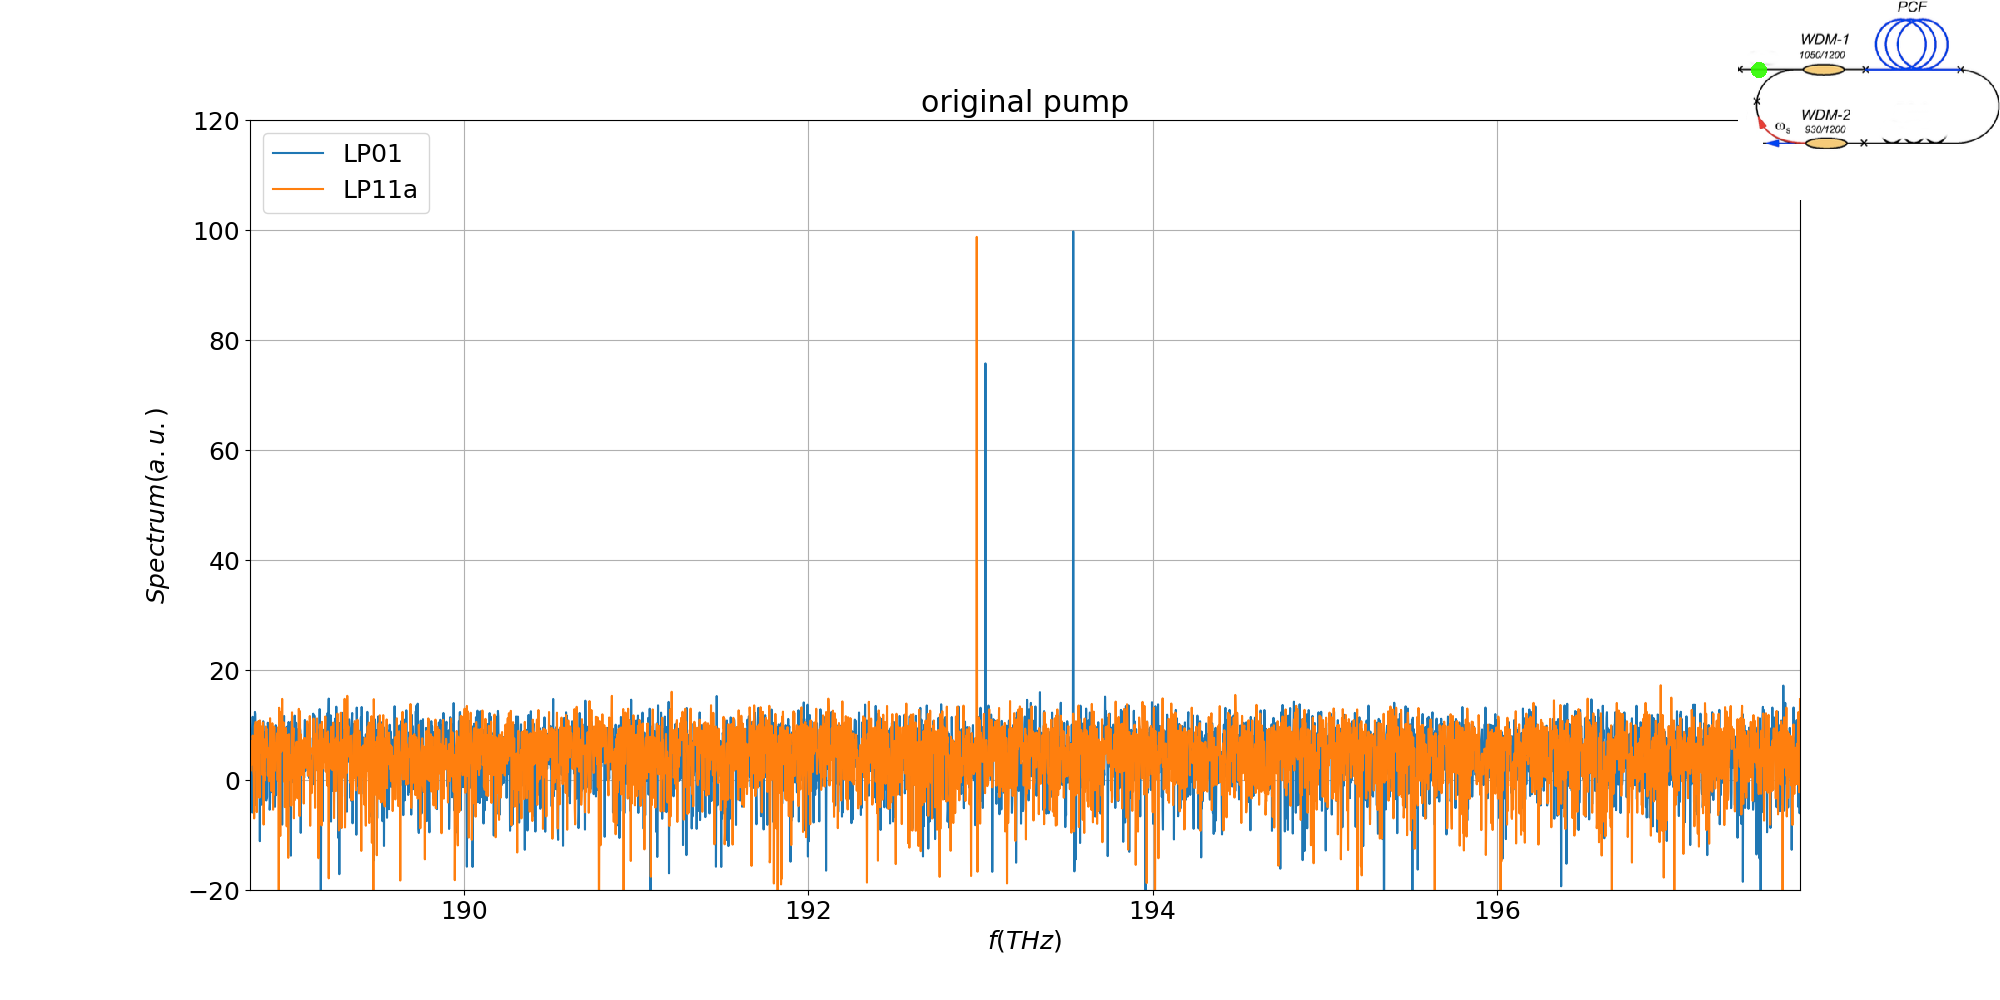 PCF
WDM-1
1050/1200
WDM-2
930/1200
ωs
original pump
LP01
LP11a
120
100
80
60
40
20
0
−20
190
192
194
196
Spectrum(a.u.)
f(THz)